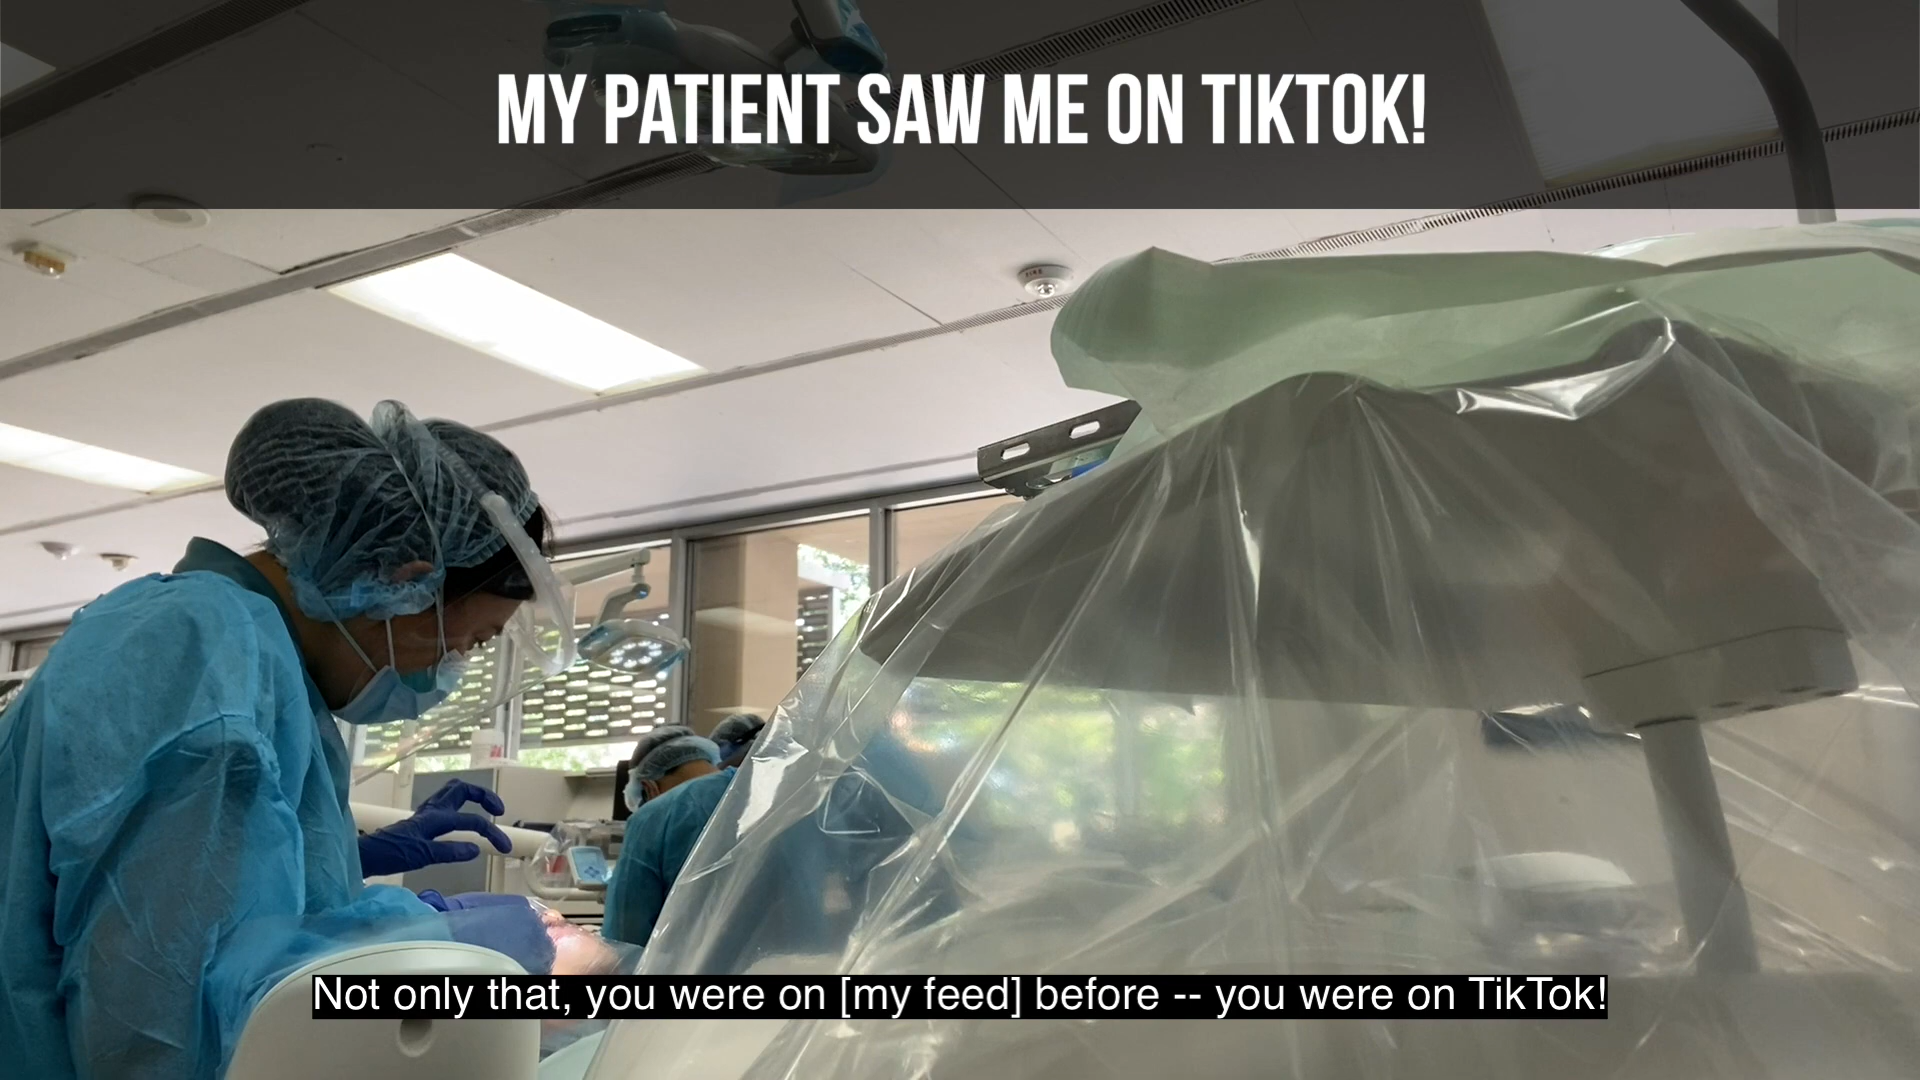 MY PATIENT SAW ME ON TIKTOK!
FIRE
Not only that, you were on [my feed] before -- you were on TikTok!